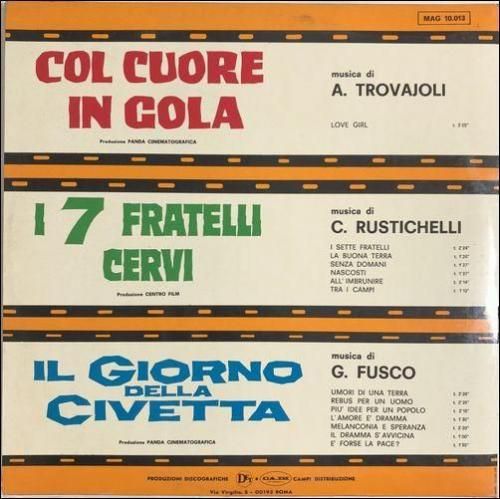 MAG 10.013
COL CUORE
IN GOLA
Produzione PANDA CINEMATOGRAFICA
musica di
A. TROVAJOLI
LOVE GIRL
I 7 FRATELLI
CERVI
Produzione CENTRO FILM
musica di
C. RUSTICHELLI
I SETTE FRATELLI
LA BUONA TERRA
SENZA DOMANI
NASCOSTI
ALL' IMBRUNIRE
TRA I CAMPI
IL GIORNO
DELLA
CIVETTA
Produzione PANDA CINEMATOGRAFICA
musica di
G. FUSCO
UMORI DI UNA TERRA
REBUS PER UN UOMO
PIU' IDEE PER UN POPOLO
L'AMORE E' DRAMMA
MELANCONIA E SPERANZA
IL DRAMMA S'AVVICINA
E' FORSE LA PACE?
PRODUZIONI DISCOGRAFICHE
CAMPI DISTRIBUZIONE
Via Virgilio, 8 - 00193 ROMA